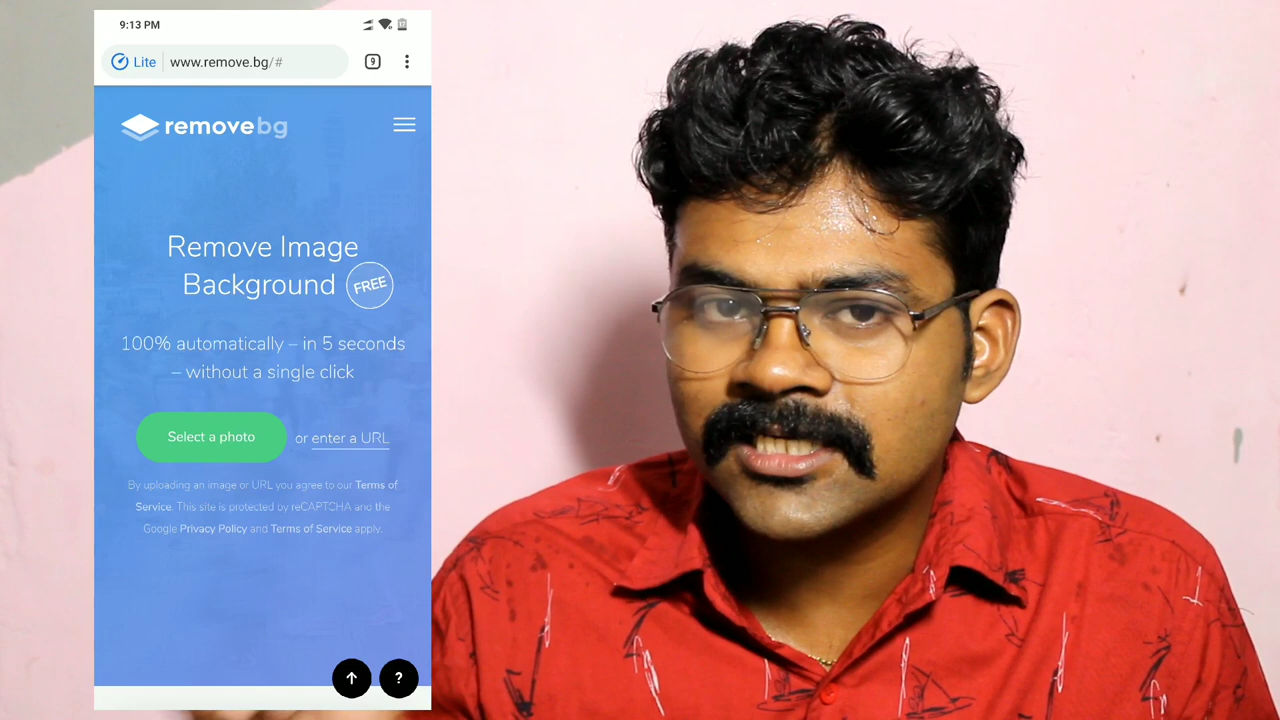 9:13 PM
Lite www.remove.bg/# 9
removebg
Remove Image
Background FREE
100% automatically – in 5 seconds
– without a single click
Select a photo or enter a URL
By uploading an image or URL you agree to our Terms of
Service. This site is protected by reCAPTCHA and the
Google Privacy Policy and Terms of Service apply.
?